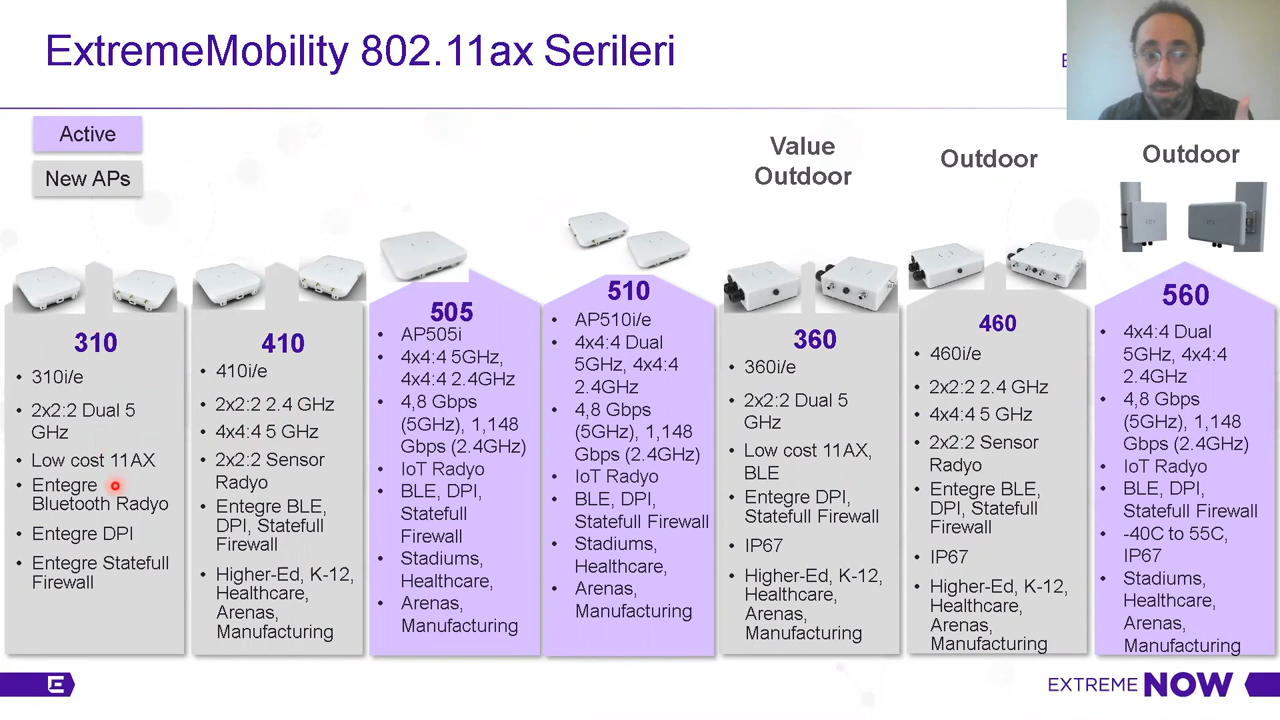 ExtremeMobility 802.11ax Serileri
E
Active
New APs
Value
Outdoor
Outdoor
Outdoor
310
• 310i/e
• 2x2:2 Dual 5
GHz
• Low cost 11AX
• Entegre
Bluetooth Radyo
• Entegre DPI
• Entegre Statefull
Firewall
410
• 410i/e
• 2x2:2 2.4 GHz
• 4x4:4 5 GHz
• 2x2:2 Sensor
Radyo
• Entegre BLE,
DPI, Statefull
Firewall
• Higher-Ed, K-12,
Healthcare,
Arenas,
Manufacturing
505
• AP505i
• 4x4:4 5GHz,
4x4:4 2.4GHz
• 4,8 Gbps
(5GHz), 1,148
Gbps (2.4GHz)
• IoT Radyo
• BLE, DPI,
Statefull
Firewall
• Stadiums,
Healthcare,
• Arenas,
Manufacturing
510
• AP510i/e
• 4x4:4 Dual
5GHz, 4x4:4
2.4GHz
• 4,8 Gbps
(5GHz), 1,148
Gbps (2.4GHz)
• IoT Radyo
• BLE, DPI,
Statefull Firewall
• Stadiums,
Healthcare,
• Arenas,
Manufacturing
360
• 360i/e
• 2x2:2 Dual 5
GHz
• Low cost 11AX,
BLE
• Entegre DPI,
Statefull Firewall
• IP67
• Higher-Ed, K-12,
Healthcare,
Arenas,
Manufacturing
460
• 460i/e
• 2x2:2 2.4 GHz
• 4x4:4 5 GHz
• 2x2:2 Sensor
Radyo
• Entegre BLE,
DPI, Statefull
Firewall
• IP67
• Higher-Ed, K-12,
Healthcare,
Arenas,
Manufacturing
560
• 4x4:4 Dual
5GHz, 4x4:4
2.4GHz
• 4,8 Gbps
(5GHz), 1,148
Gbps (2.4GHz)
• IoT Radyo
• BLE, DPI,
Statefull Firewall
• -40C to 55C,
IP67
• Stadiums,
Healthcare,
Arenas,
Manufacturing
E
EXTREME NOW